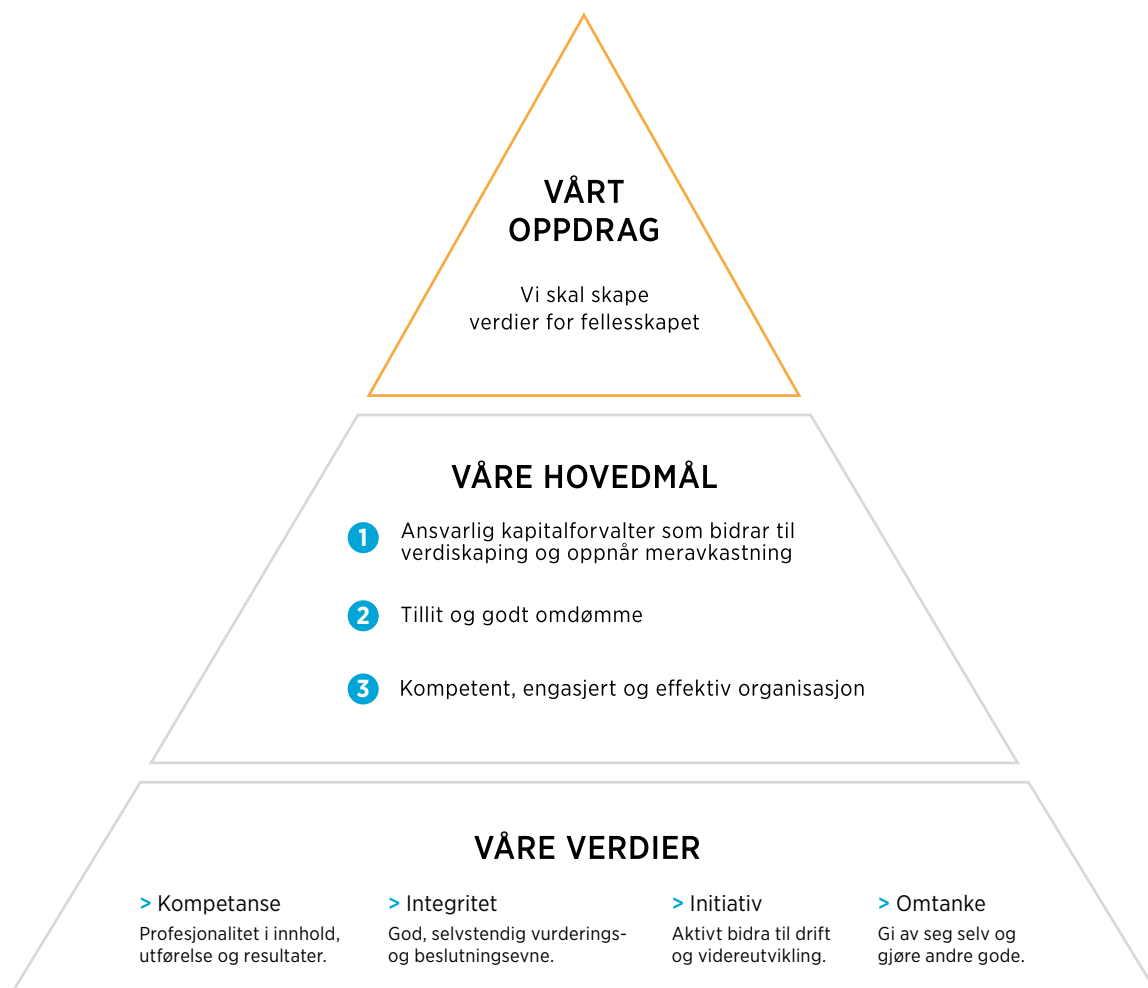 VÅRT
OPPDRAG
Vi skal skape
verdier for fellesskapet
VÅRE HOVEDMÅL
1 Ansvarlig kapitalforvalter som bidrar til
verdiskaping og oppnår meravkastning
2 Tillit og godt omdømme
3 Kompetent, engasjert og effektiv organisasjon
VÅRE VERDIER
> Kompetanse
Profesjonalitet i innhold,
utførelse og resultater.
> Integritet
God, selvstendig vurderings-
og beslutningsevne.
> Initiativ
Aktivt bidra til drift
og videreutvikling.
> Omtanke
Gi av seg selv og
gjøre andre gode.